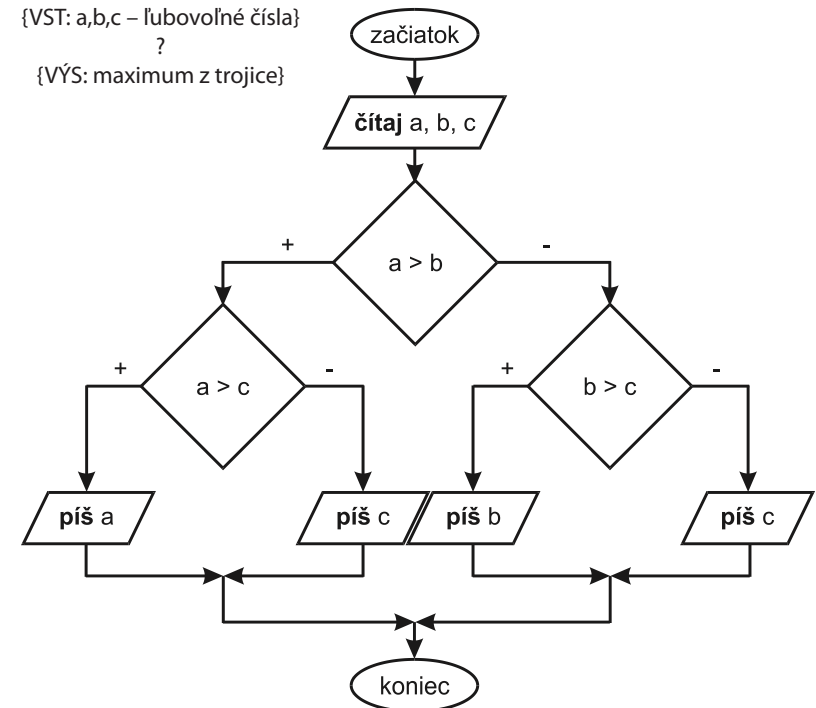 {VST: a,b,c – ľubovoľné čísla}
?
{VÝS: maximum z trojice}
začiatok
čítaj a, b, c
a > b
+
-
a > c
+
-
b > c
+
-
píš a
píš c
píš b
píš c
koniec